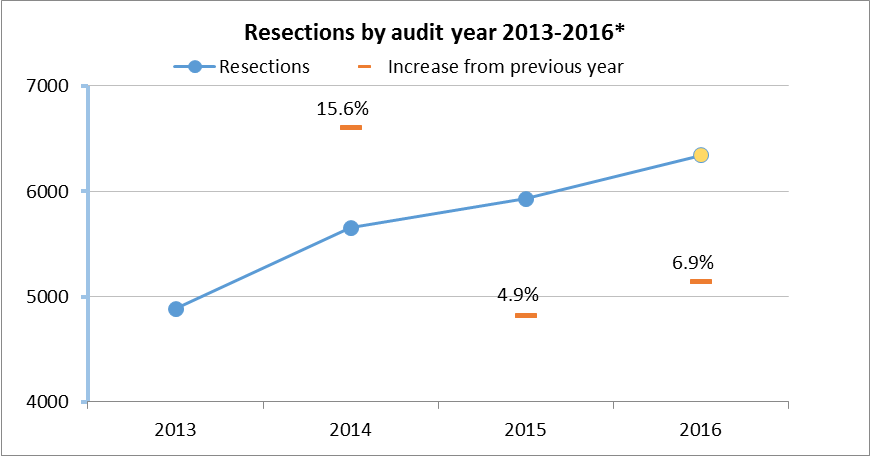 Resections by audit year 2013-2016*
Resections Increase from previous year
7000
15.6%
6000
6.9%
5000
4.9%
4000
2013 2014 2015 2016